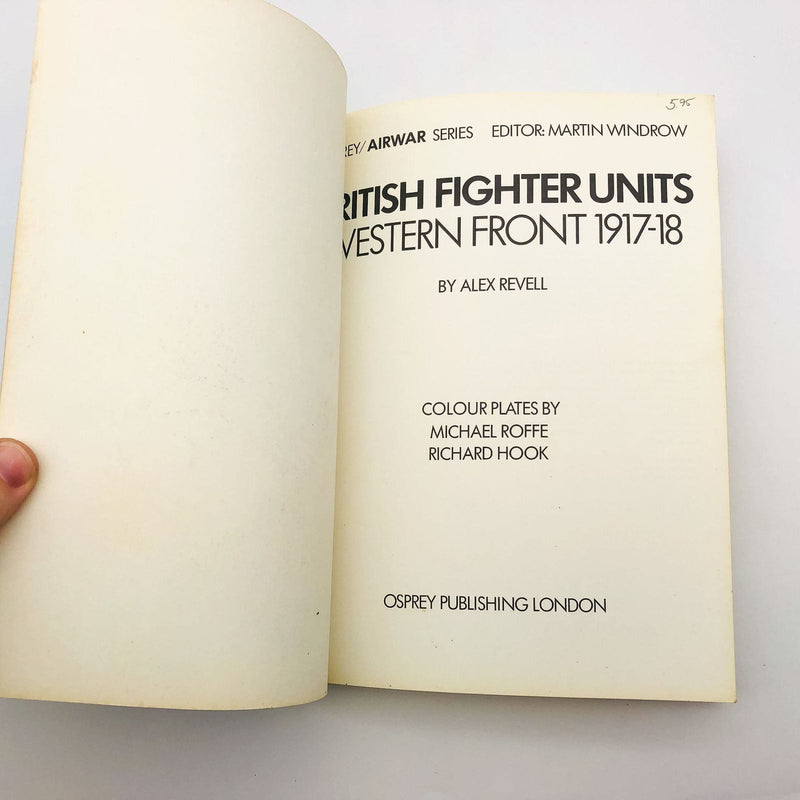 5.95
REY/AIRWAR SERIES EDITOR: MARTIN WINDROW
RITISH FIGHTER UNITS
WESTERN FRONT 1917-18
BY ALEX REVELL
COLOUR PLATES BY
MICHAEL ROFFE
RICHARD HOOK
OSPREY PUBLISHING LONDON